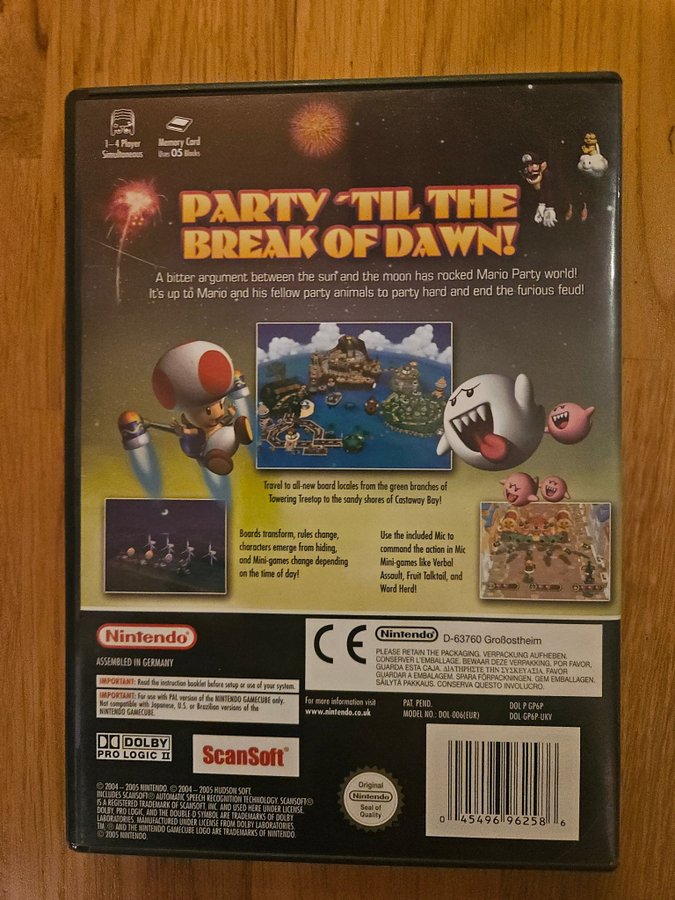 1–4 Player
Simultaneous
Memory Card
Uses 05 Blocks
PARTY 'TIL THE
BREAK OF DAWN!
A bitter argument between the sun and the moon has rocked Mario Party world!
It's up to Mario and his fellow party animals to party hard and end the furious feud!
Travel to all-new board locales from the green branches of
Towering Treetop to the sandy shores of Castaway Bay!
Boards transform, rules change,
characters emerge from hiding,
and Mini-games change depending
on the time of day!
Use the included Mic to
command the action in Mic
Mini-games like Verbal
Assault, Fruit Talktail, and
Word Herd!
Nintendo®
ASSEMBLED IN GERMANY
IMPORTANT: Read the instruction booklet before setup or use of your system.
IMPORTANT: For use with PAL version of the NINTENDO GAMECUBE only.
Not compatible with Japanese, U.S. or Brazilian versions of the
NINTENDO GAMECUBE.
CE
Nintendo® D-63760 Großostheim
PLEASE RETAIN THE PACKAGING. VERPACKUNG AUFHEBEN.
CONSERVER L'EMBALLAGE. BEWAAR DEZE VERPAKKING. POR FAVOR,
GUARDA ESTA CAJA. ΔΙΑΤΗΡΗΣΤΕ ΤΗΝ ΣΥΣΚΕΥΑΣΙΑ. GEM EMBALLAGEN.
GUARDAR A EMBALAGEM. SPARA FÖRPACKNINGEN. GEM EMBALLASJEN.
SÄILYTÄ PAKKAUS. CONSERVA QUESTO INVOLUCRO.
For more information visit
www.nintendo.co.uk
PAT. PEND.
MODEL NO.: DOL-006(EUR)
DOL P GP6P
DOL-GP6P-UKV
DOLBY
PRO LOGIC II
ScanSoft®
© 2004 – 2005 NINTENDO. © 2004 – 2005 HUDSON SOFT.
INCLUDES SCANSOFT® AUTOMATIC SPEECH RECOGNITION TECHNOLOGY. SCANSOFT®
IS A REGISTERED TRADEMARK OF SCANSOFT, INC. AND USED HERE UNDER LICENSE.
DOLBY, PRO LOGIC, AND THE DOUBLE-D SYMBOL ARE TRADEMARKS OF DOLBY
LABORATORIES. MANUFACTURED UNDER LICENSE FROM DOLBY LABORATORIES.
TM, ® AND THE NINTENDO GAMECUBE LOGO ARE TRADEMARKS OF NINTENDO.
© 2005 NINTENDO.
Original
Nintendo®
Seal of
Quality
0 45496 96258 6